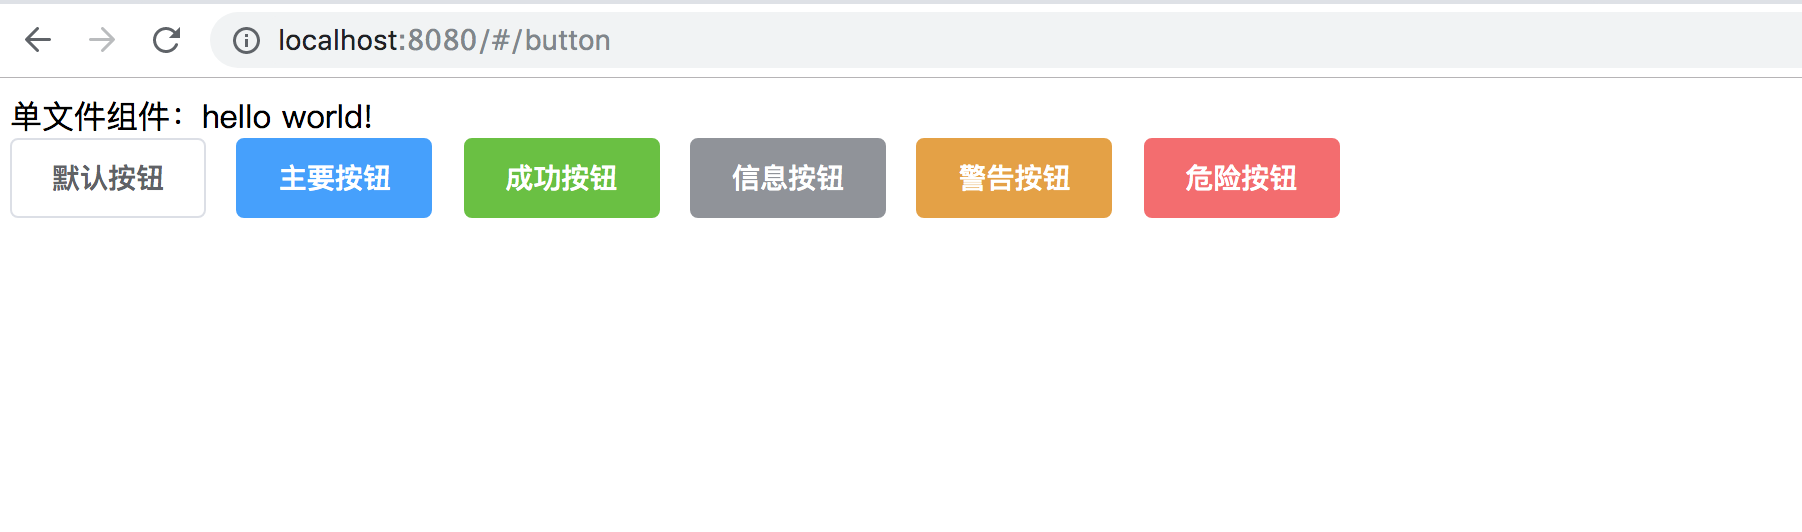 localhost:8080/#/button
单文件组件：hello world!
默认按钮 主要按钮 成功按钮 信息按钮 警告按钮 危险按钮